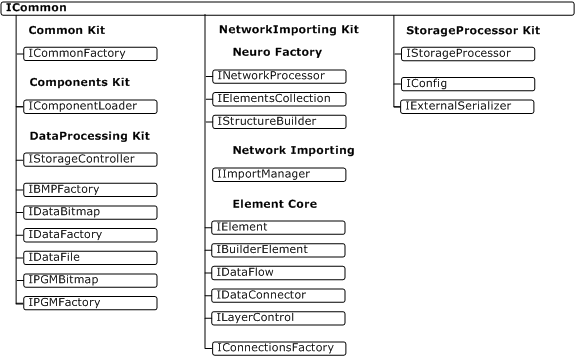 ICommon
Common Kit
ICommonFactory
Components Kit
IComponentLoader
DataProcessing Kit
IStorageController
IBMPFactory
IDataBitmap
IDataFactory
IDataFile
IPGMBitmap
IPGMFactory
NetworkImporting Kit
Neuro Factory
INetworkProcessor
IElementsCollection
IStructureBuilder
Network Importing
IImportManager
Element Core
IElement
IBuilderElement
IDataFlow
IDataConnector
ILayerControl
IConnectionsFactory
StorageProcessor Kit
IStorageProcessor
IConfig
IExternalSerializer